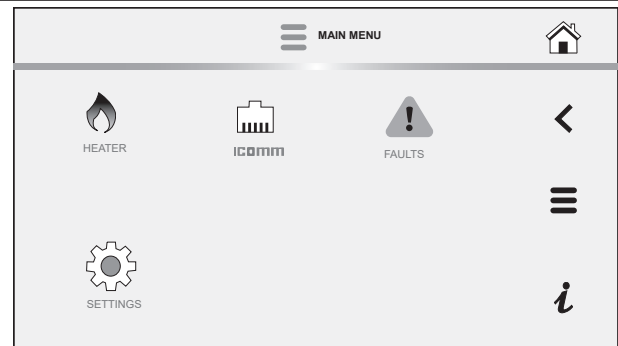 MAIN MENU
HEATER
ICOMM
FAULTS
SETTINGS
i